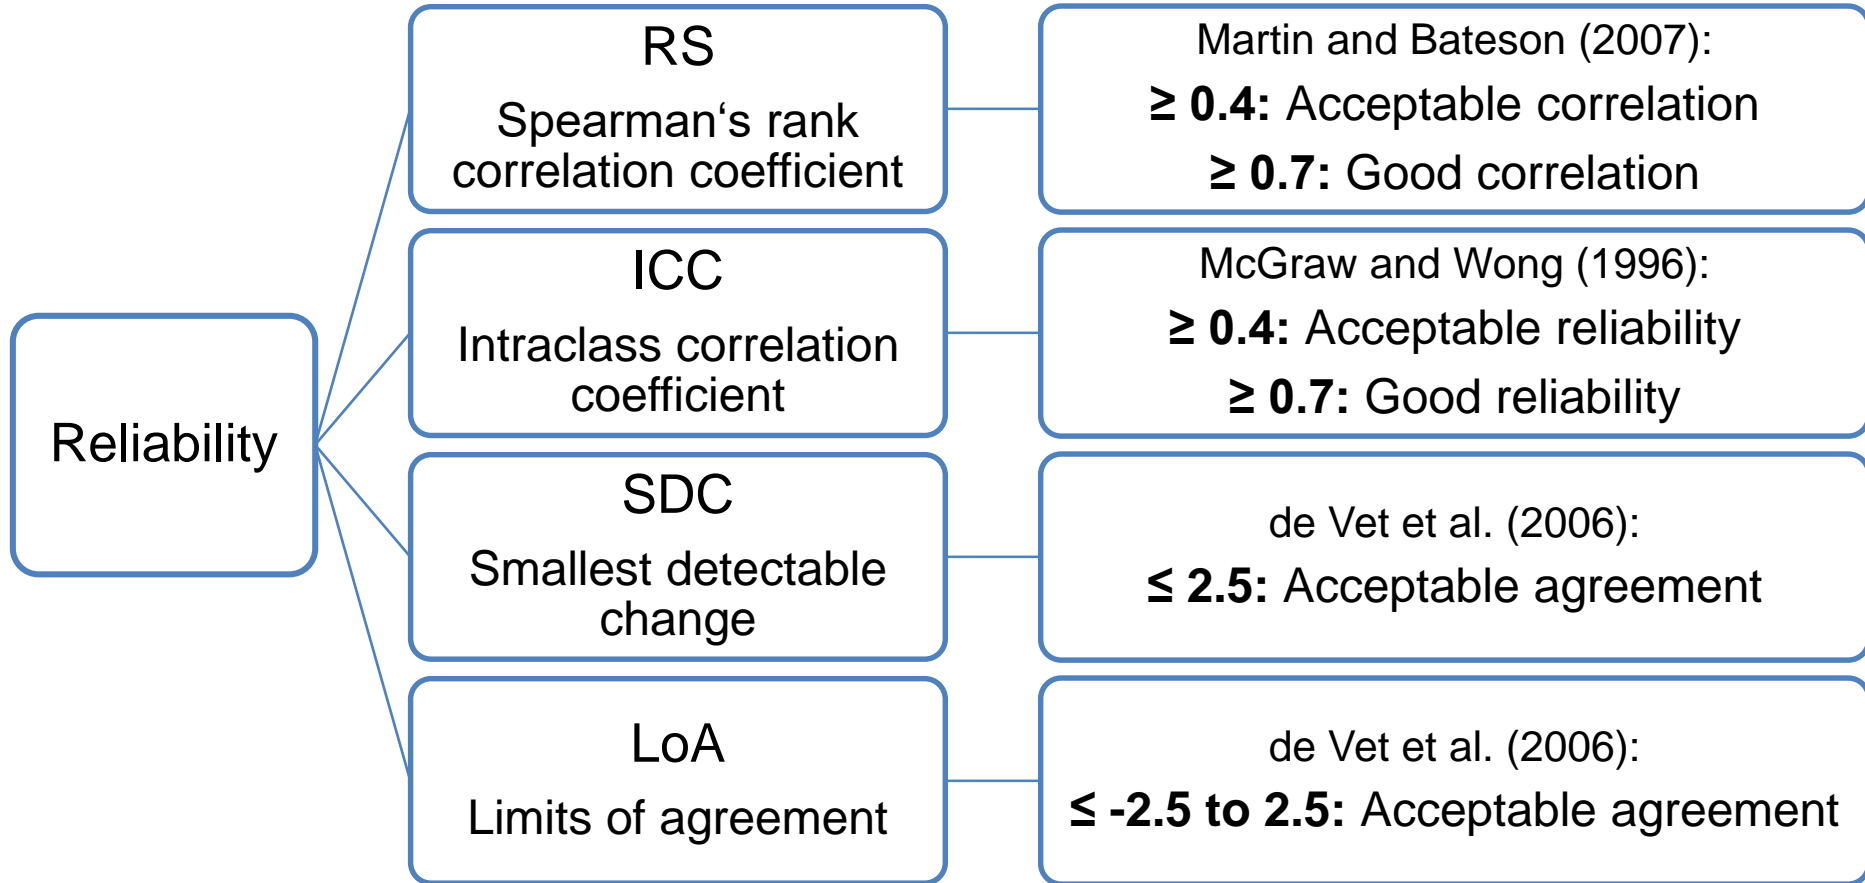 Reliability
RS
Spearman‘s rank
correlation coefficient
Martin and Bateson (2007):
≥ 0.4: Acceptable correlation
≥ 0.7: Good correlation
ICC
Intraclass correlation
coefficient
McGraw and Wong (1996):
≥ 0.4: Acceptable reliability
≥ 0.7: Good reliability
SDC
Smallest detectable
change
de Vet et al. (2006):
≤ 2.5: Acceptable agreement
LoA
Limits of agreement
de Vet et al. (2006):
≤ -2.5 to 2.5: Acceptable agreement